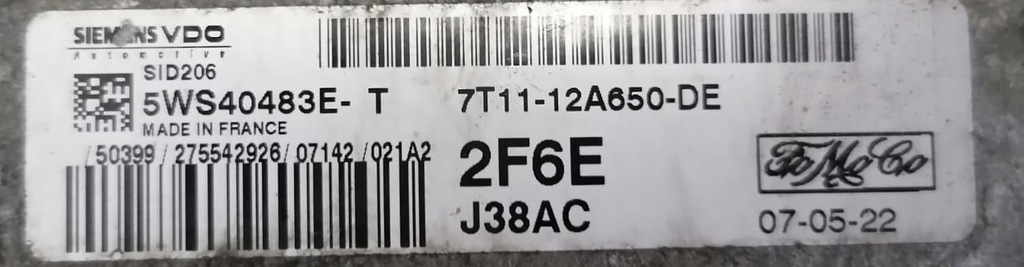 SIEMENS VDO
Automotive
SID206
5WS40483E- T
7T11-12A650-DE
MADE IN FRANCE
/50399/275542926/07142/021A2
2F6E
FoMoCo
J38AC
07-05-22